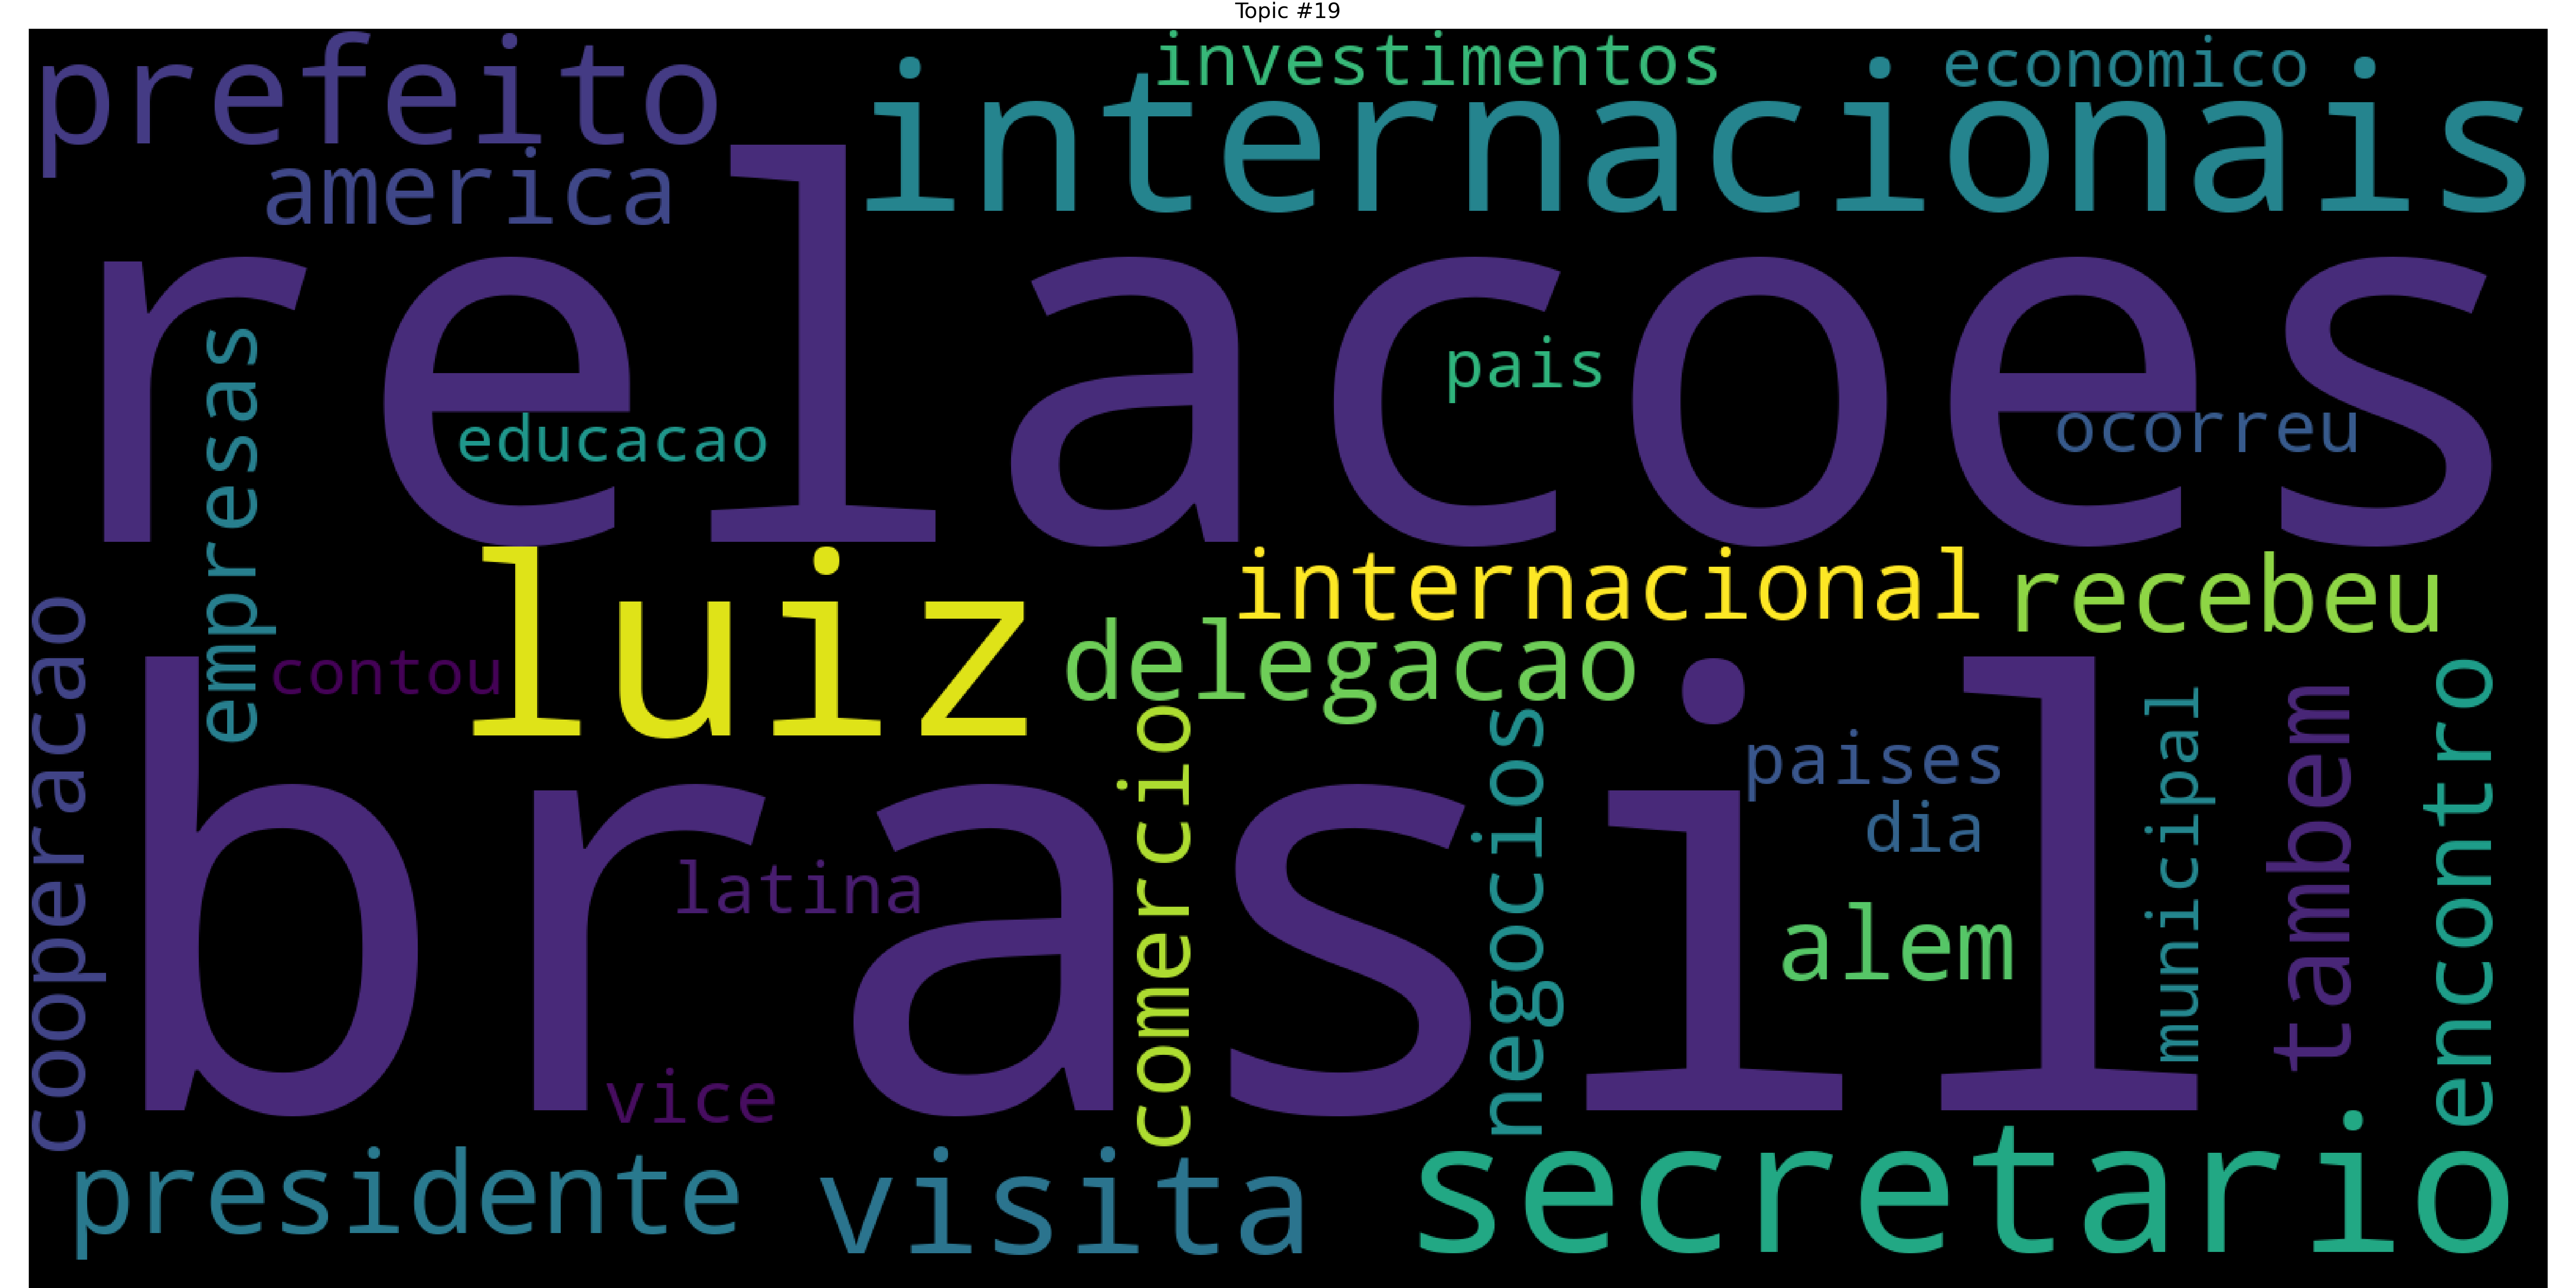 Topic #19
prefeito
investimentos
economico
internacionais
america
relacoes
pais
empresas
educacao
ocorreu
luiz
internacional
recebeu
delegacao
contou
cooperacao
brasil
comercio
negocios
paises
dia
municipal
tambem
encontro
latina
alem
vice
presidente
visita
secretario